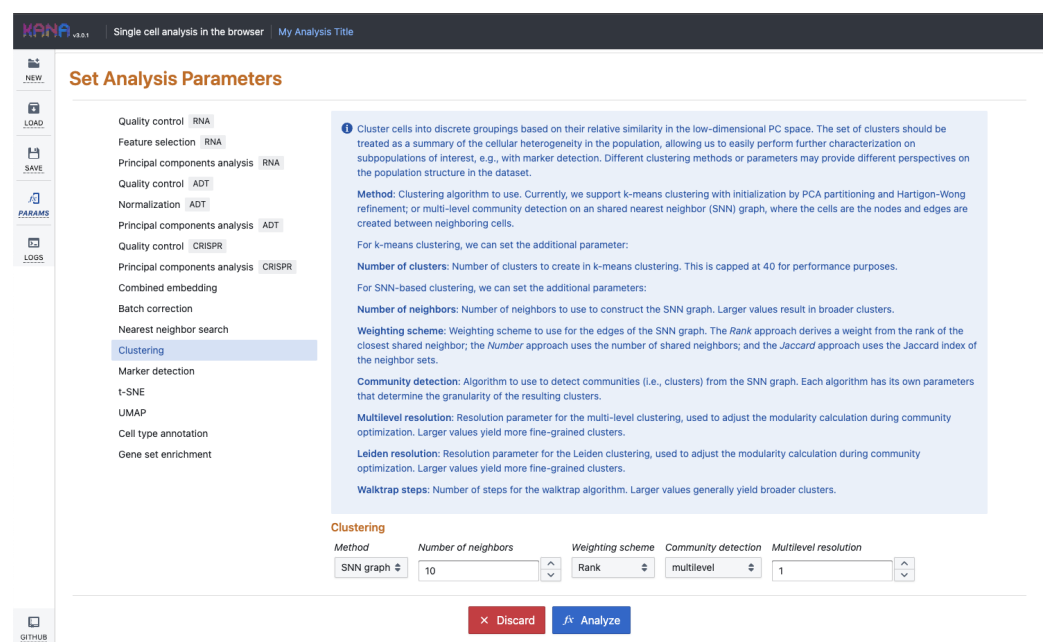 KANA v3.0.1 Single cell analysis in the browser My Analysis Title
NEW
LOAD
SAVE
PARAMS
LOGS
GITHUB
Set Analysis Parameters
Quality control RNA
Feature selection RNA
Principal components analysis RNA
Quality control ADT
Normalization ADT
Principal components analysis ADT
Quality control CRISPR
Principal components analysis CRISPR
Combined embedding
Batch correction
Nearest neighbor search
Clustering
Marker detection
t-SNE
UMAP
Cell type annotation
Gene set enrichment
Cluster cells into discrete groupings based on their relative similarity in the low-dimensional PC space. The set of clusters should be
treated as a summary of the cellular heterogeneity in the population, allowing us to easily perform further characterization on
subpopulations of interest, e.g., with marker detection. Different clustering methods or parameters may provide different perspectives on
the population structure in the dataset.
Method: Clustering algorithm to use. Currently, we support k-means clustering with initialization by PCA partitioning and Hartigon-Wong
refinement; or multi-level community detection on an shared nearest neighbor (SNN) graph, where the cells are the nodes and edges are
created between neighboring cells.
For k-means clustering, we can set the additional parameter:
Number of clusters: Number of clusters to create in k-means clustering. This is capped at 40 for performance purposes.
For SNN-based clustering, we can set the additional parameters:
Number of neighbors: Number of neighbors to use to construct the SNN graph. Larger values result in broader clusters.
Weighting scheme: Weighting scheme to use for the edges of the SNN graph. The Rank approach derives a weight from the rank of the
closest shared neighbor; the Number approach uses the number of shared neighbors; and the Jaccard approach uses the Jaccard index of
the neighbor sets.
Community detection: Algorithm to use to detect communities (i.e., clusters) from the SNN graph. Each algorithm has its own parameters
that determine the granularity of the resulting clusters.
Multilevel resolution: Resolution parameter for the multi-level clustering, used to adjust the modularity calculation during community
optimization. Larger values yield more fine-grained clusters.
Leiden resolution: Resolution parameter for the Leiden clustering, used to adjust the modularity calculation during community
optimization. Larger values yield more fine-grained clusters.
Walktrap steps: Number of steps for the walktrap algorithm. Larger values generally yield broader clusters.
Clustering
Method Number of neighbors Weighting scheme Community detection Multilevel resolution
SNN graph 10 Rank multilevel 1
× Discard fx Analyze